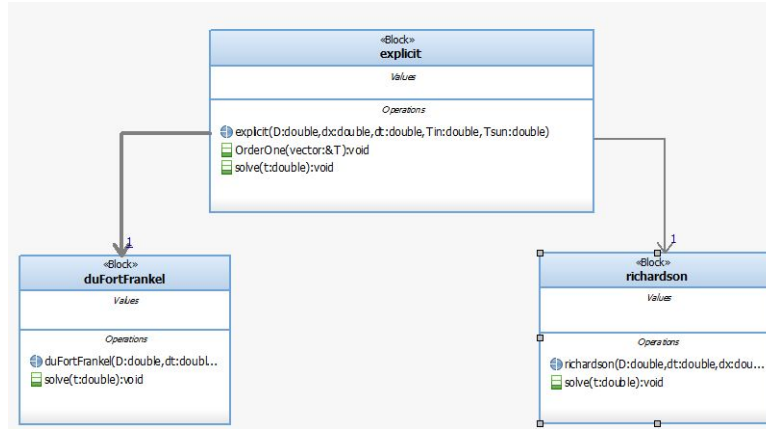 «Block»
explicit
Values
Operations
explicit(D:double,dx:double,dt:double,Tin:double,Tsun:double)
OrderOne(vector:&T):void
solve(t:double):void
1
1
«Block»
duFortFrankel
Values
Operations
duFortFrankel(D:double,dt:doubl...
solve(t:double):void
«Block»
richardson
Values
Operations
richardson(D:double,dt:double,dx:dou...
solve(t:double):void